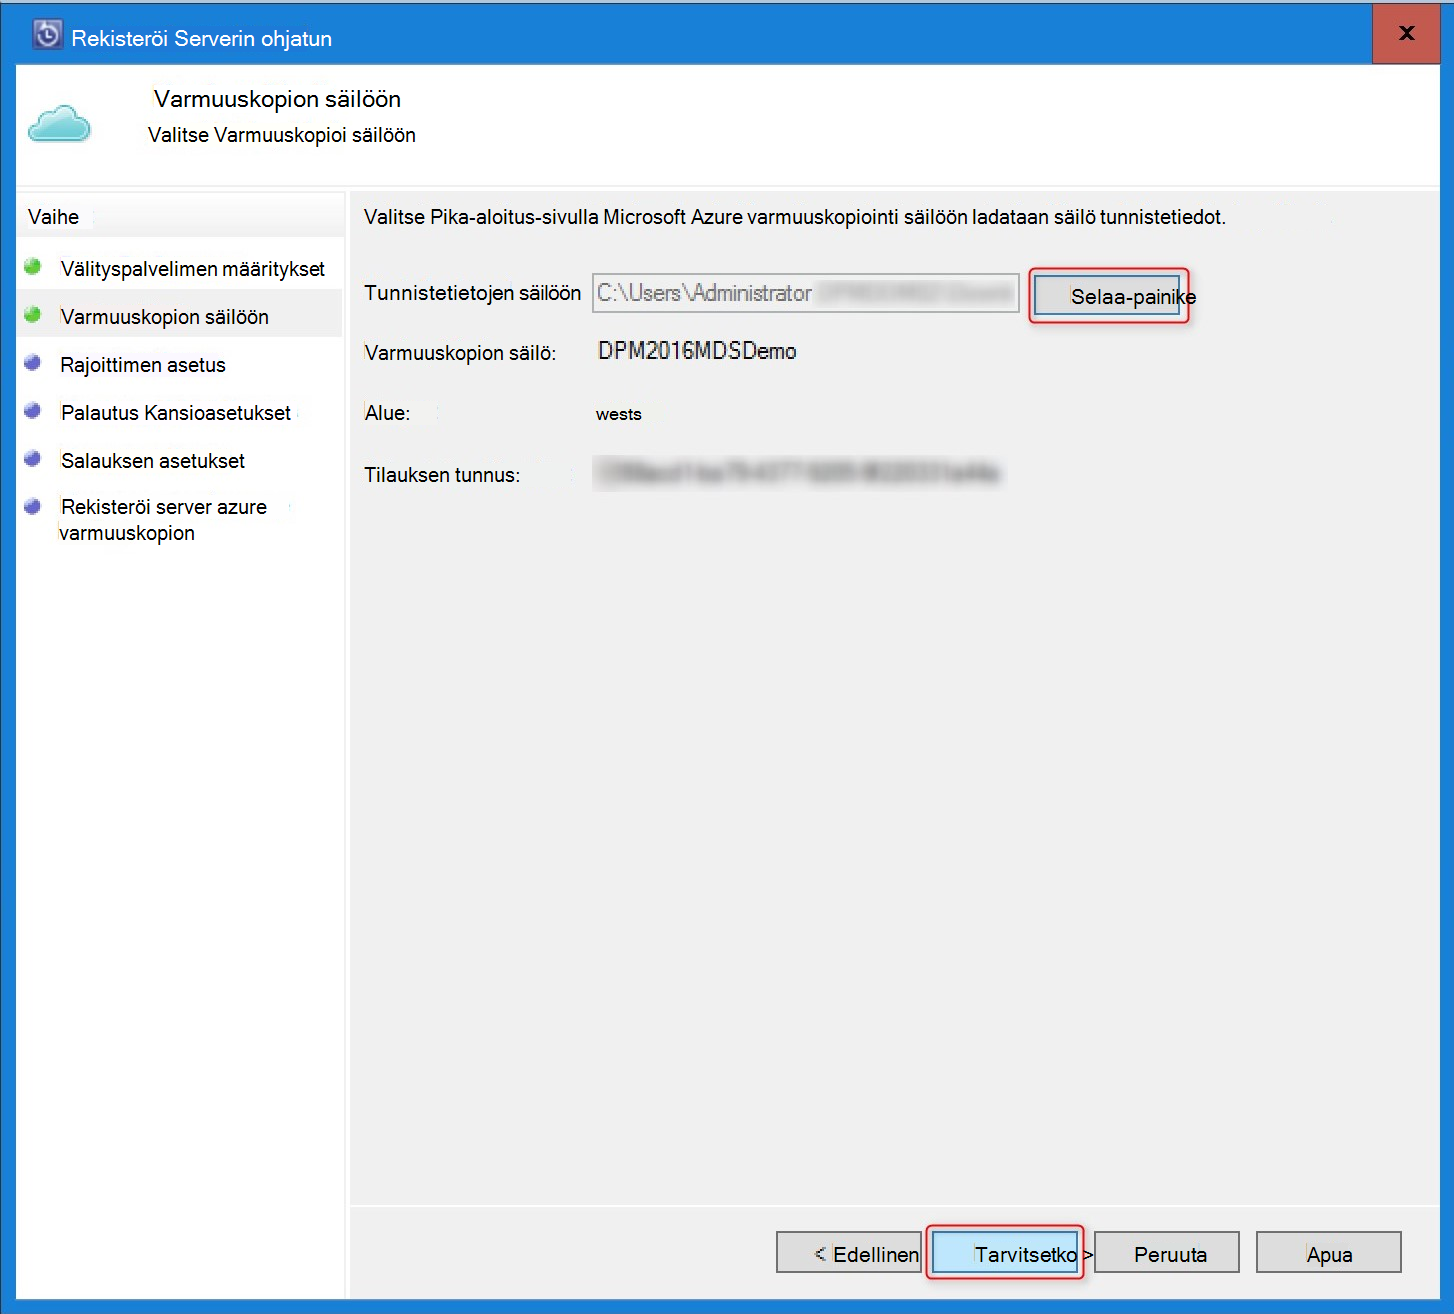 Rekisteröi Serverin ohjatun
x
Varmuuskopion säilöön
Valitse Varmuuskopioi säilöön
Vaihe
Välityspalvelimen määritykset
Varmuuskopion säilöön
Rajoittimen asetus
Palautus Kansioasetukset
Salauksen asetukset
Rekisteröi server azure
varmuuskopion
Valitse Pika-aloitus-sivulla Microsoft Azure varmuuskopiointi säilöön ladataan säilö tunnistetiedot.
Tunnistetietojen säilöön C:\Users\Administrator Selaa-painike
Varmuuskopion säilö: DPM2016MDSDemo
Alue: wests
Tilauksen tunnus:
< Edellinen Tarvitsetko > Peruuta Apua